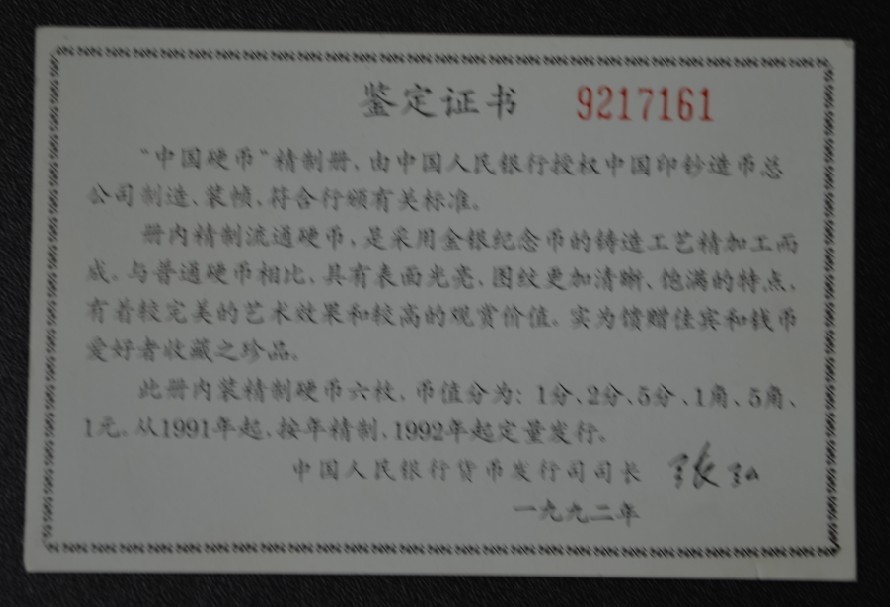 鉴定证书 9217161
“中国硬币”精制册，由中国人民银行授权中国印钞造币总
公司制造、装帧，符合行颁有关标准。
册内精制流通硬币，是采用金银纪念币的铸造工艺精加工而
成。与普通硬币相比，具有表面光亮、图纹更加清晰、饱满的特点，
有着较完美的艺术效果和较高的观赏价值。实为馈赠佳宾和钱币
爱好者收藏之珍品。
此册内装精制硬币六枚，币值分为：1分、2分、5分、1角、5角、
1元。从1991年起，按年精制，1992年起定量发行。
中国人民银行货币发行司司长
一九九二年